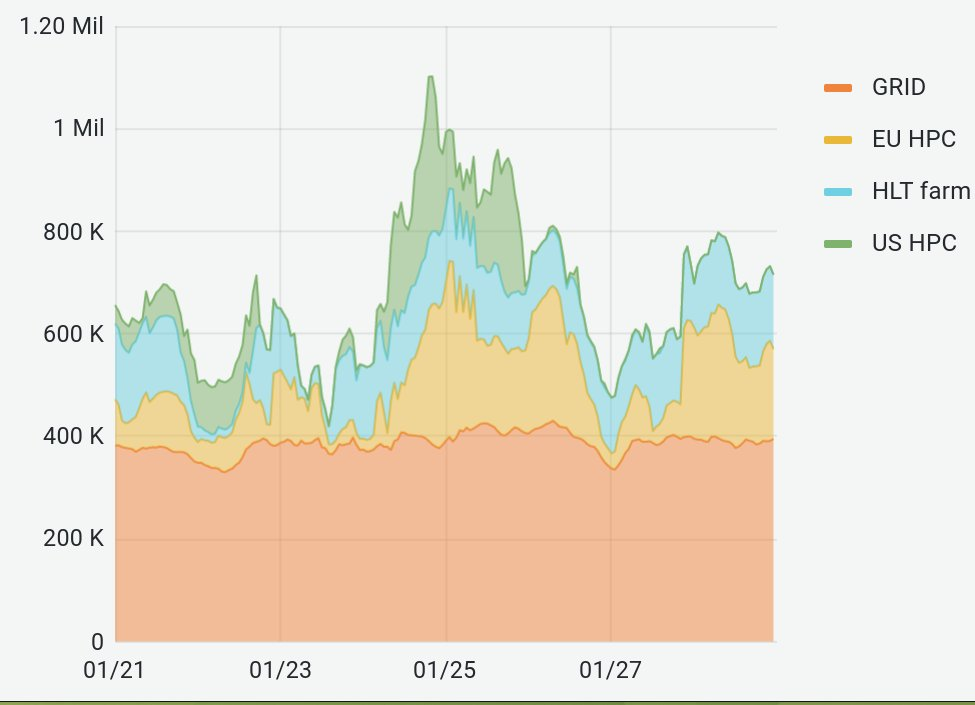 1.20 Mil
1 Mil
800 K
600 K
400 K
200 K
0
01/21
01/23
01/25
01/27
GRID
EU HPC
HLT farm
US HPC